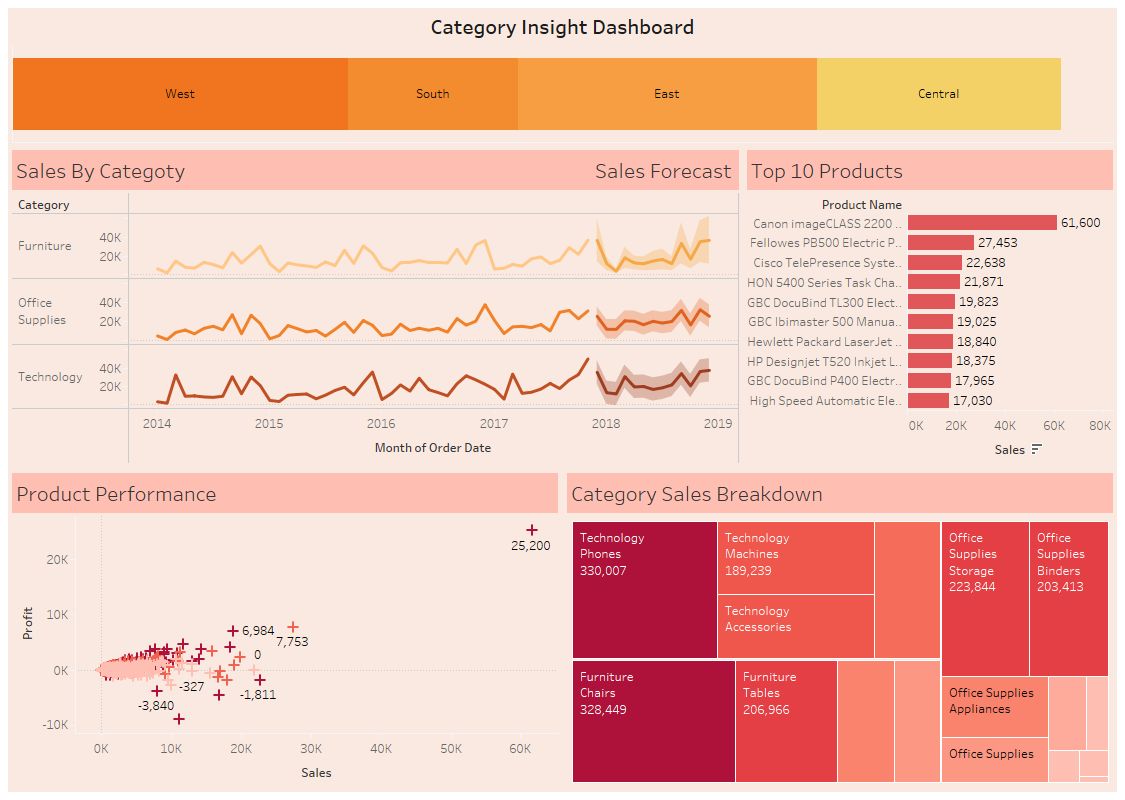 Category Insight Dashboard
West South East Central
Sales By Categoty Sales Forecast
Category
Furniture
40K
20K
Office
Supplies
40K
20K
Technology
40K
20K
2014 2015 2016 2017 2018 2019
Month of Order Date
Top 10 Products
Product Name
Canon imageCLASS 2200 .. 61,600
Fellowes PB500 Electric P.. 27,453
Cisco TelePresence Syste.. 22,638
HON 5400 Series Task Cha.. 21,871
GBC DocuBind TL300 Elect.. 19,823
GBC Ibimaster 500 Manua.. 19,025
Hewlett Packard LaserJet .. 18,840
HP Designjet T520 Inkjet L.. 18,375
GBC DocuBind P400 Electr.. 17,965
High Speed Automatic Ele.. 17,030
0K 20K 40K 60K 80K
Sales
Product Performance
25,200
20K
10K
0K
-10K
Profit
6,984
7,753
0
-327
-1,811
-3,840
0K 10K 20K 30K 40K 50K 60K
Sales
Category Sales Breakdown
Technology
Phones
330,007
Technology
Machines
189,239
Technology
Accessories
Furniture
Chairs
328,449
Furniture
Tables
206,966
Office
Supplies
Storage
223,844
Office
Supplies
Binders
203,413
Office Supplies
Appliances
Office Supplies